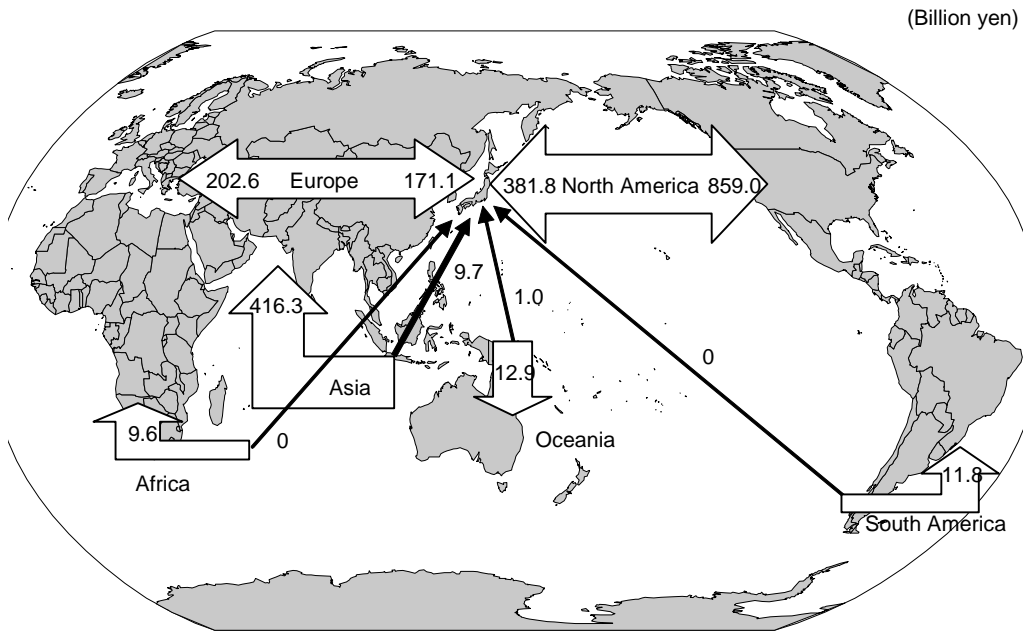 (Billion yen)
202.6 Europe 171.1
381.8 North America 859.0
9.7
416.3
1.0
0
12.9
Asia
9.6
0
Oceania
Africa
11.8
South America